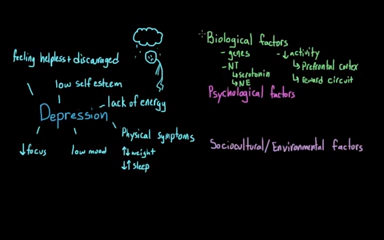 feeling helpless + discouraged
low self esteem
lack of energy
Depression
Physical symptoms
↑↓ weight
↓↑ sleep
↓ focus
low mood
Biological factors
- genes
- NT
↳ serotonin
↳ NE
- ↓ activity
↳ Prefrontal cortex
↳ reward circuit
Psychological factors
Sociocultural/Environmental factors